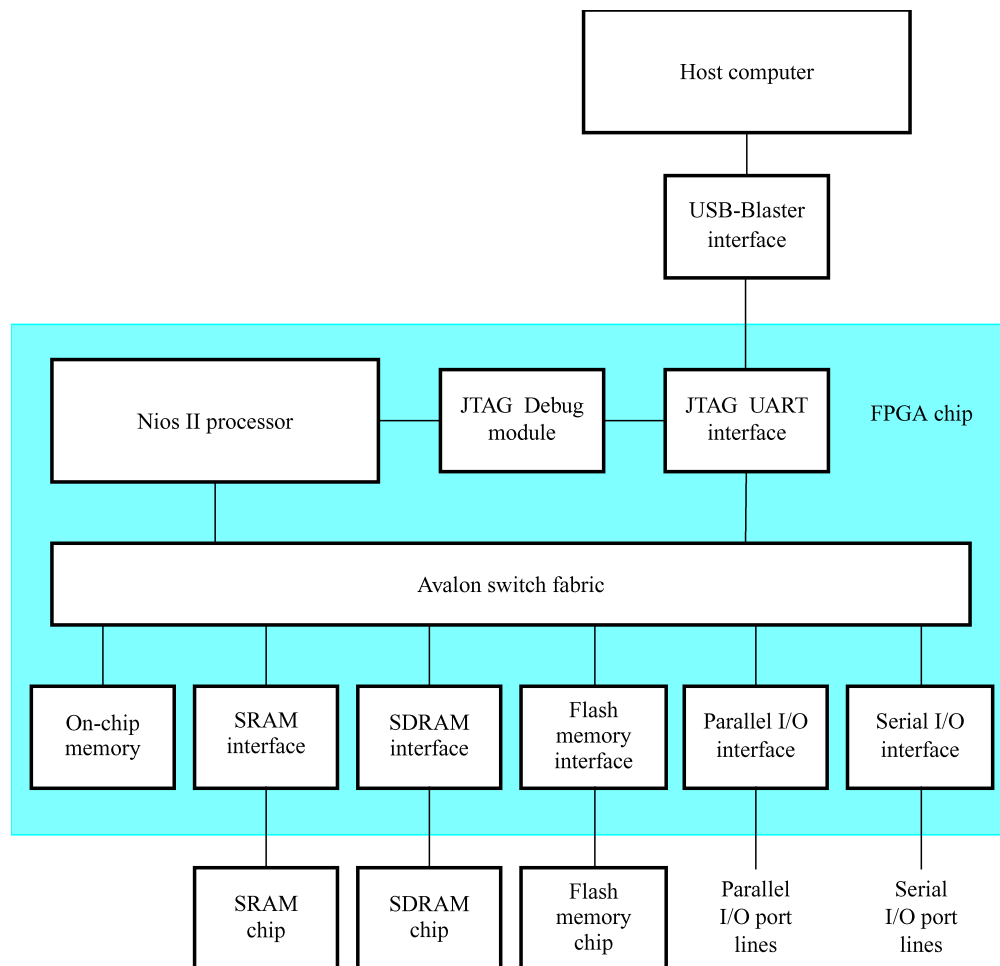 Host computer
USB-Blaster
interface
Nios II processor
JTAG Debug
module
JTAG UART
interface
FPGA chip
Avalon switch fabric
On-chip
memory
SRAM
interface
SDRAM
interface
Flash
memory
interface
Parallel I/O
interface
Serial I/O
interface
SRAM
chip
SDRAM
chip
Flash
memory
chip
Parallel
I/O port
lines
Serial
I/O port
lines